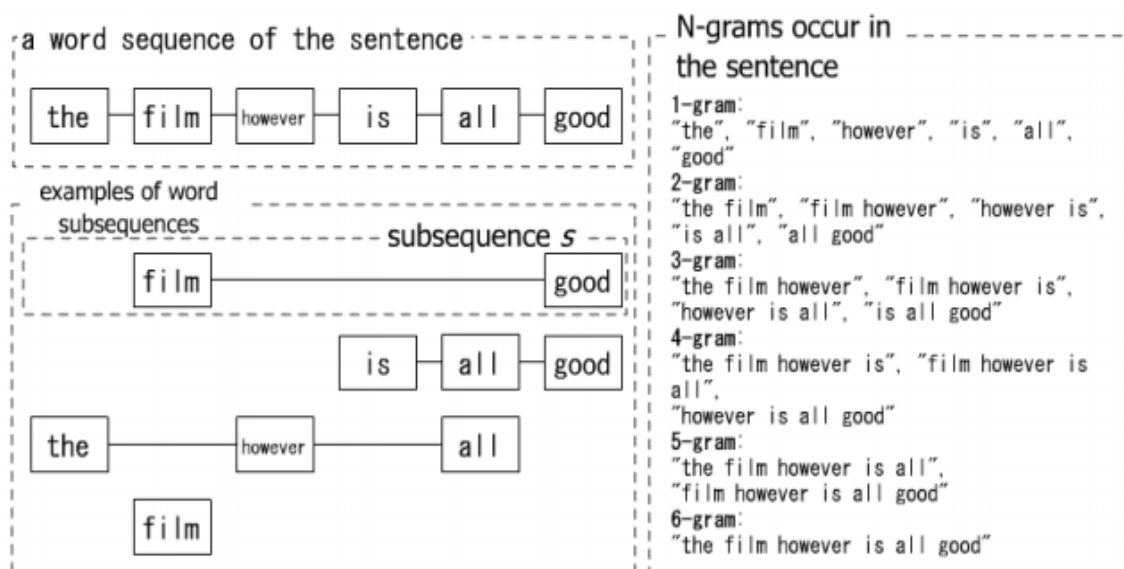 a word sequence of the sentence
the film however is all good
examples of word
subsequences
subsequence s
film good
is all good
the however all
film
N-grams occur in
the sentence
1-gram:
"the", "film", "however", "is", "all",
"good"
2-gram:
"the film", "film however", "however is",
"is all", "all good"
3-gram:
"the film however", "film however is",
"however is all", "is all good"
4-gram:
"the film however is", "film however is
all",
"however is all good"
5-gram:
"the film however is all",
"film however is all good"
6-gram:
"the film however is all good"